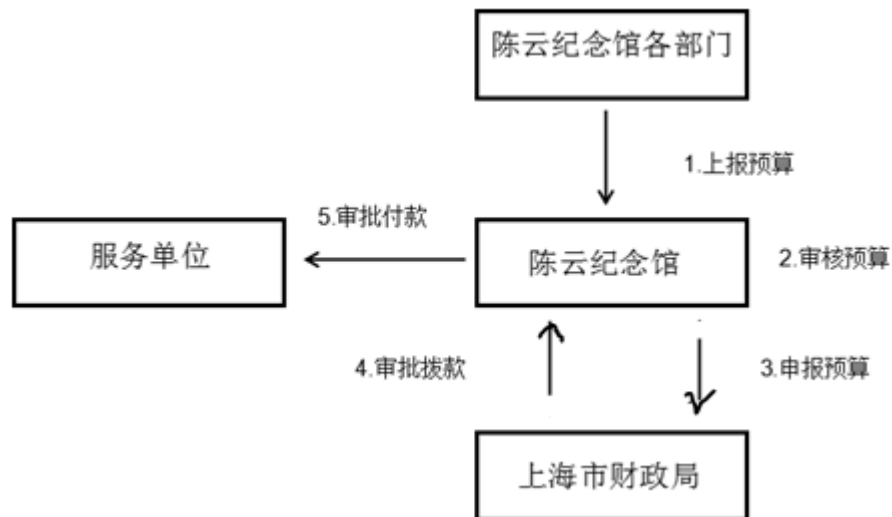 陈云纪念馆各部门
1.上报预算
5.审批付款
服务单位
陈云纪念馆
2.审核预算
4.审批拨款
3.申报预算
上海市财政局